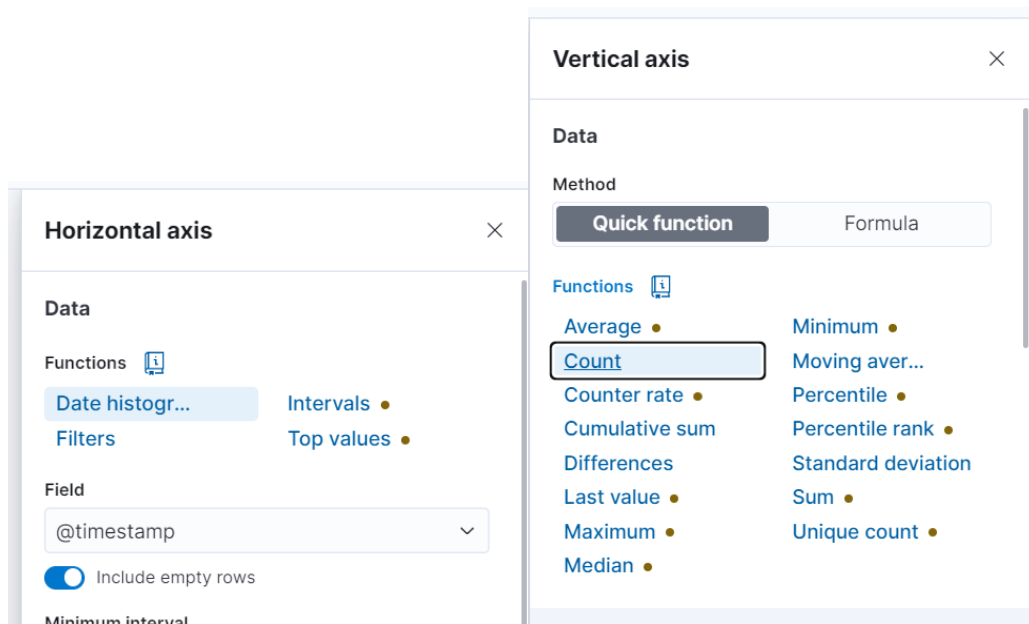 Horizontal axis
Data
Functions
Date histogr...
Intervals
Filters
Top values
Field
@timestamp
Include empty rows
Minimum interval
Vertical axis
Data
Method
Quick function
Formula
Functions
Average
Minimum
Count
Moving aver...
Counter rate
Percentile
Cumulative sum
Percentile rank
Differences
Standard deviation
Last value
Sum
Maximum
Unique count
Median